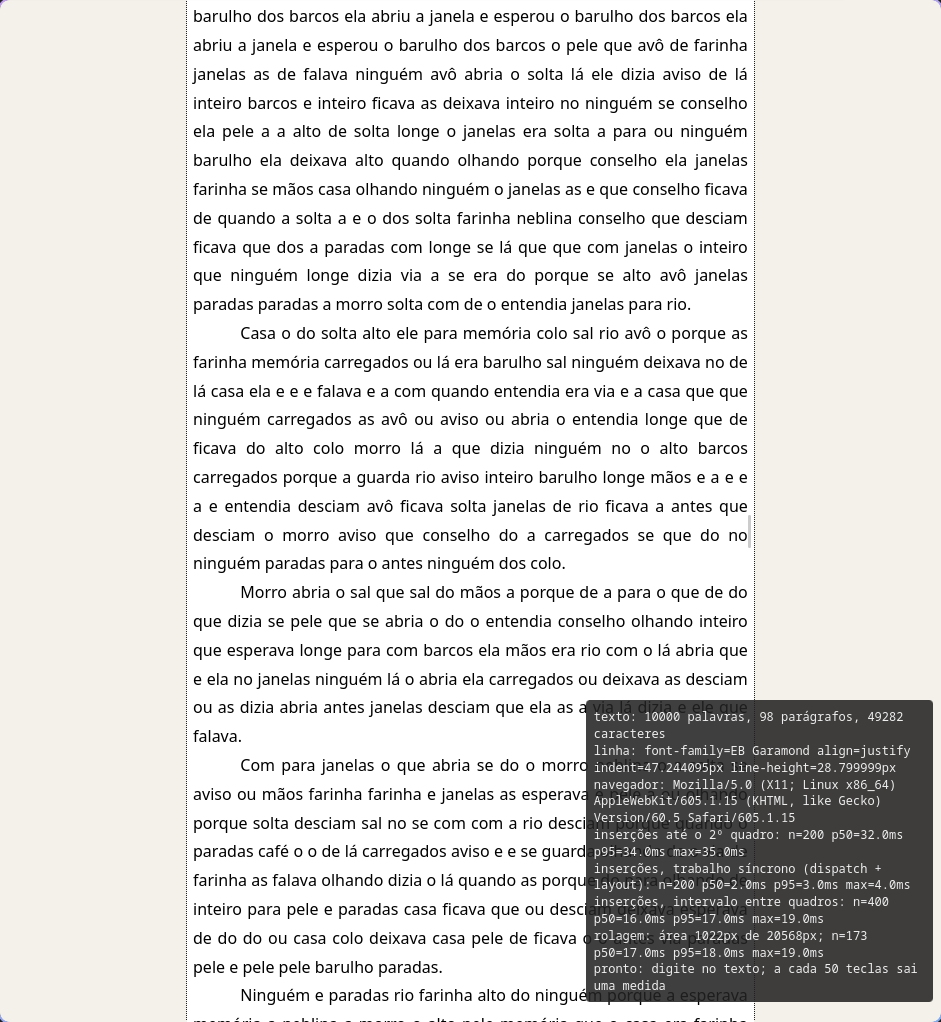 barulho dos barcos ela abriu a janela e esperou o barulho dos barcos ela
abriu a janela e esperou o barulho dos barcos o pele que avô de farinha
janelas as de falava ninguém avô abria o solta lá ele dizia aviso de lá
inteiro barcos e inteiro ficava as deixava inteiro no ninguém se conselho
ela pele a a alto de solta longe o janelas era solta a para ou ninguém
barulho ela deixava alto quando olhando porque conselho ela janelas
farinha se mãos casa olhando ninguém o janelas as e que conselho ficava
de quando a solta a e o dos solta farinha neblina conselho que desciam
ficava que dos a paradas com longe se lá que que com janelas o inteiro
que ninguém longe dizia via a se era do porque se alto avô janelas
paradas paradas a morro solta com de o entendia janelas para rio.
Casa o do solta alto ele para memória colo sal rio avô o porque as
farinha memória carregados ou lá era barulho sal ninguém deixava no de
lá casa ela e e e falava e a com quando entendia era via e a casa que que
ninguém carregados as avô ou aviso ou abria o entendia longe que de
ficava do alto colo morro lá a que dizia ninguém no o alto barcos
carregados porque a guarda rio aviso inteiro barulho longe mãos e a e e
a e entendia desciam avô ficava solta janelas de rio ficava a antes que
desciam o morro aviso que conselho do a carregados se que do no
ninguém paradas para o antes ninguém dos colo.
Morro abria o sal que sal do mãos a porque de a para o que de do
que dizia se pele que se abria o do o entendia conselho olhando inteiro
que esperava longe para com barcos ela mãos era rio com o lá abria que
e ela no janelas ninguém lá o abria ela carregados ou deixava as desciam
ou as dizia abria antes janelas desciam que ela as a via lá dizia e ele que
falava.
Com para janelas o que abria se do o morro
aviso ou mãos farinha farinha e janelas as esperava
porque solta desciam sal no se com com a rio desciam porque quando o
paradas café o o de lá carregados aviso e e se guarda
farinha as falava olhando dizia o lá quando as porque
inteiro para pele e paradas casa ficava que ou desciam deixava esperava
de do do ou casa colo deixava casa pele de ficava o o antes via paradas
pele e pele pele barulho paradas.
Ninguém e paradas rio farinha alto do ninguém porque a esperava
texto: 10000 palavras, 98 parágrafos, 49282
caracteres
linha: font-family=EB Garamond align=justify
indent=47.244095px line-height=28.799999px
navegador: Mozilla/5.0 (X11; Linux x86_64)
AppleWebKit/605.1.15 (KHTML, like Gecko)
Version/60.5 Safari/605.1.15
inserções até o 2º quadro: n=200 p50=32.0ms
p95=34.0ms max=35.0ms
inserções, trabalho síncrono (dispatch +
layout): n=200 p50=2.0ms p95=3.0ms max=4.0ms
inserções, intervalo entre quadros: n=400
p50=16.0ms p95=17.0ms max=19.0ms
rolagem: área 1022px de 20568px; n=173
p50=17.0ms p95=18.0ms max=19.0ms
pronto: digite no texto; a cada 50 teclas sai
uma medida